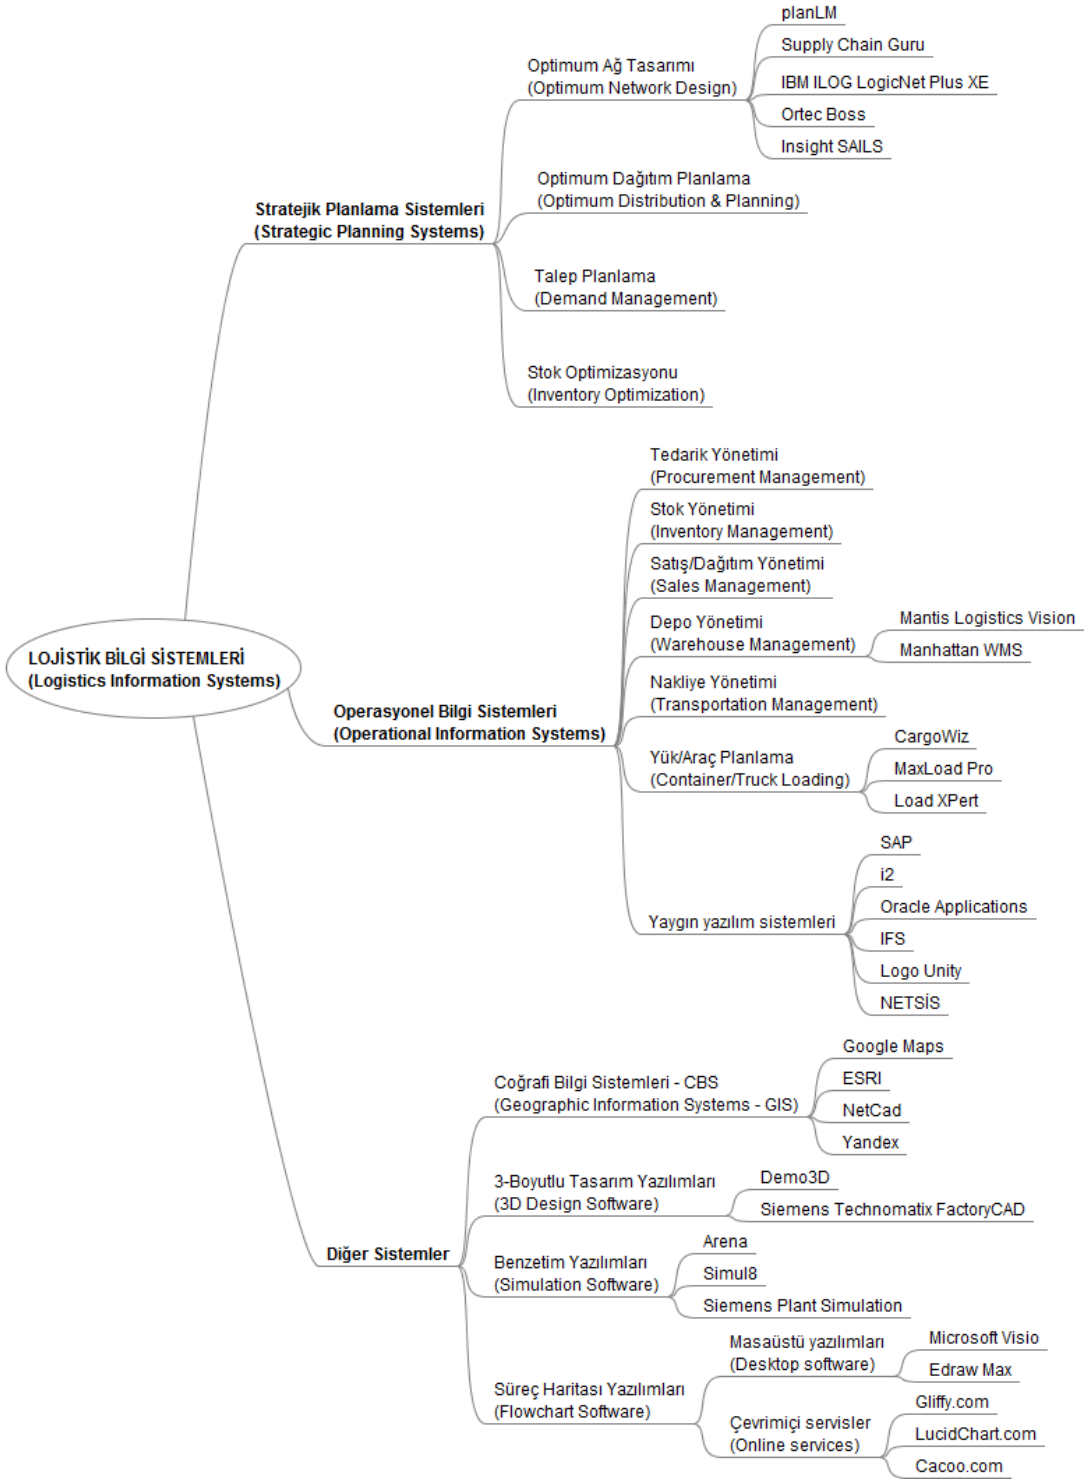 LOJİSTİK BİLGİ SİSTEMLERİ
(Logistics Information Systems)
Stratejik Planlama Sistemleri
(Strategic Planning Systems)
Optimum Ağ Tasarımı
(Optimum Network Design)
planLM
Supply Chain Guru
IBM ILOG LogicNet Plus XE
Ortec Boss
Insight SAILS
Optimum Dağıtım Planlama
(Optimum Distribution & Planning)
Talep Planlama
(Demand Management)
Stok Optimizasyonu
(Inventory Optimization)
Operasyonel Bilgi Sistemleri
(Operational Information Systems)
Tedarik Yönetimi
(Procurement Management)
Stok Yönetimi
(Inventory Management)
Satış/Dağıtım Yönetimi
(Sales Management)
Depo Yönetimi
(Warehouse Management)
Mantis Logistics Vision
Manhattan WMS
Nakliye Yönetimi
(Transportation Management)
Yük/Araç Planlama
(Container/Truck Loading)
CargoWiz
MaxLoad Pro
Load XPert
Yaygın yazılım sistemleri
SAP
i2
Oracle Applications
IFS
Logo Unity
NETSİS
Diğer Sistemler
Coğrafi Bilgi Sistemleri - CBS
(Geographic Information Systems - GIS)
Google Maps
ESRI
NetCad
Yandex
3-Boyutlu Tasarım Yazılımları
(3D Design Software)
Demo3D
Siemens Technomatix FactoryCAD
Benzetim Yazılımları
(Simulation Software)
Arena
Simul8
Siemens Plant Simulation
Süreç Haritası Yazılımları
(Flowchart Software)
Masaüstü yazılımları
(Desktop software)
Microsoft Visio
Edraw Max
Çevrimiçi servisler
(Online services)
Gliffy.com
LucidChart.com
Cacoo.com